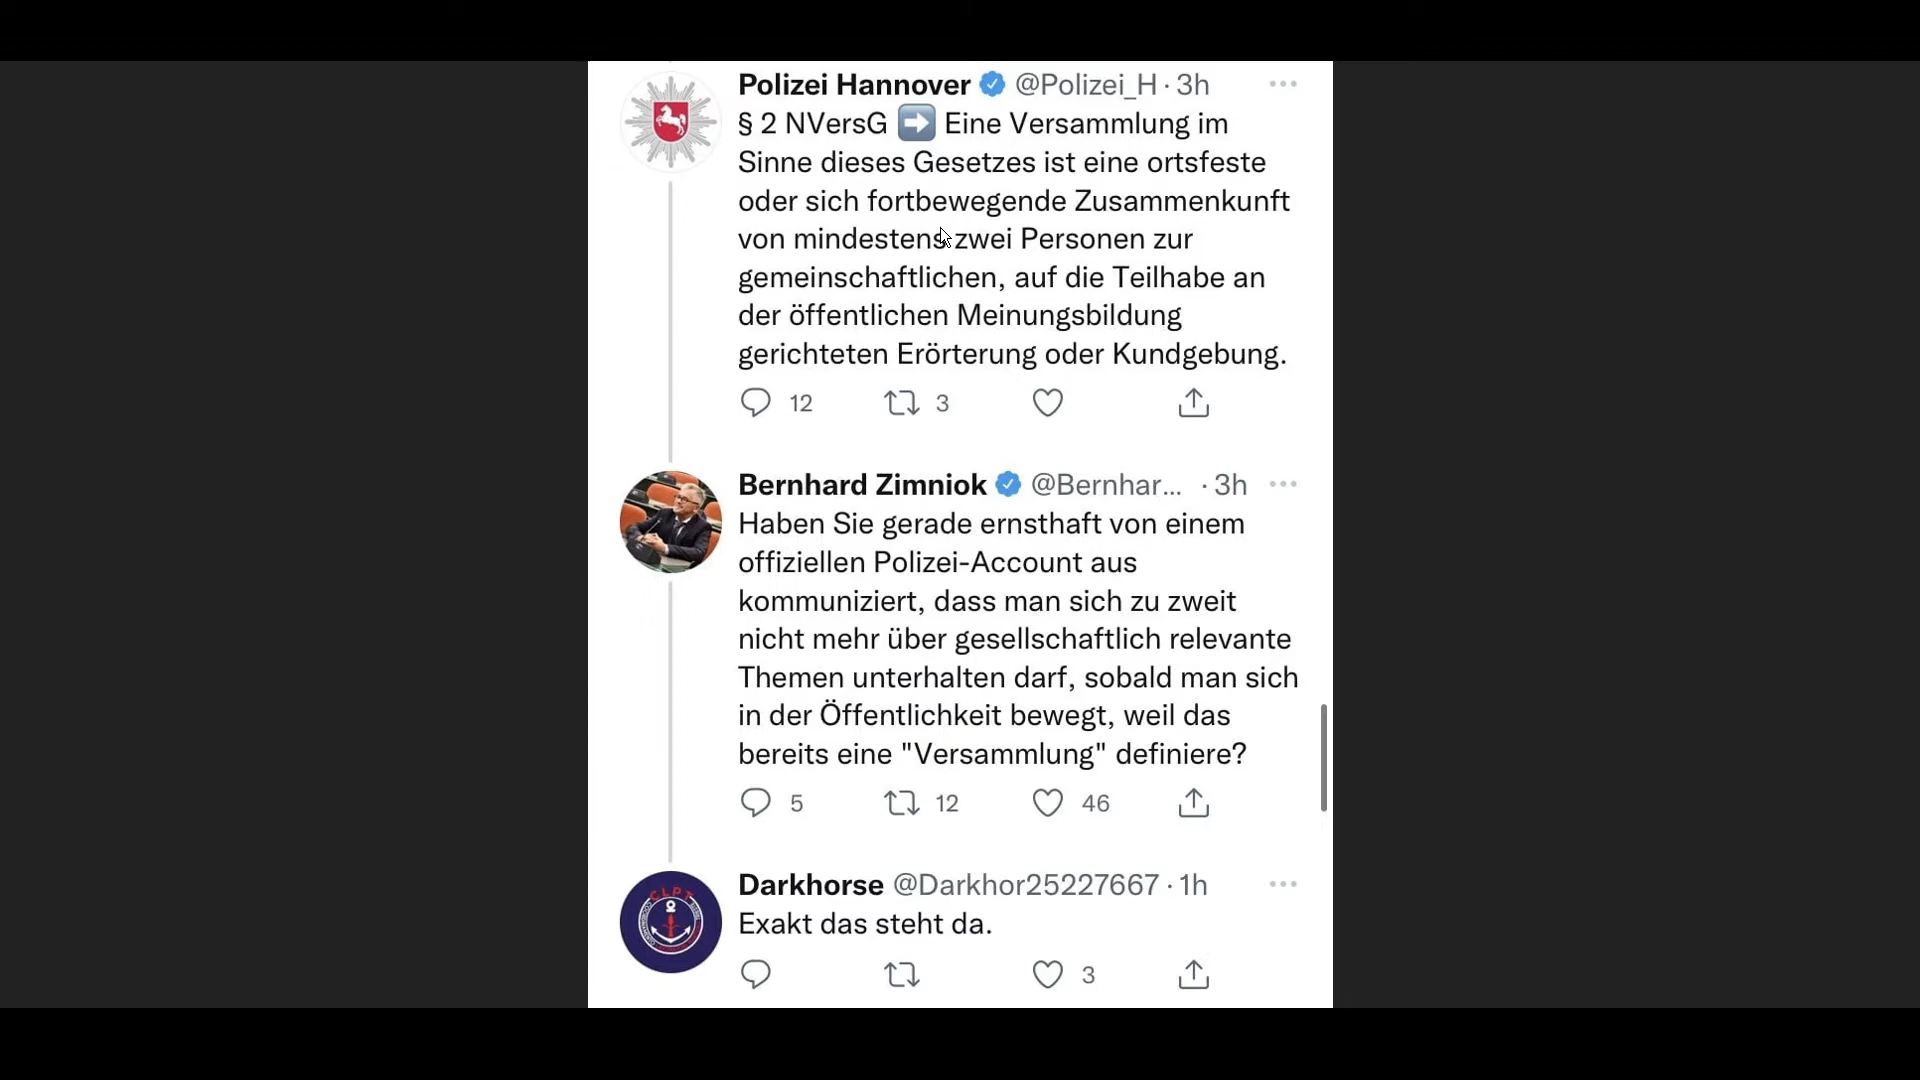 Polizei Hannover @Polizei_H · 3h
§ 2 NVersG ➡️ Eine Versammlung im
Sinne dieses Gesetzes ist eine ortsfeste
oder sich fortbewegende Zusammenkunft
von mindestens zwei Personen zur
gemeinschaftlichen, auf die Teilhabe an
der öffentlichen Meinungsbildung
gerichteten Erörterung oder Kundgebung.
12 3
Bernhard Zimniok @Bernhar... · 3h
Haben Sie gerade ernsthaft von einem
offiziellen Polizei-Account aus
kommuniziert, dass man sich zu zweit
nicht mehr über gesellschaftlich relevante
Themen unterhalten darf, sobald man sich
in der Öffentlichkeit bewegt, weil das
bereits eine "Versammlung" definiere?
5 12 46
CLPT
Darkhorse @Darkhor25227667 · 1h
Exakt das steht da.
3